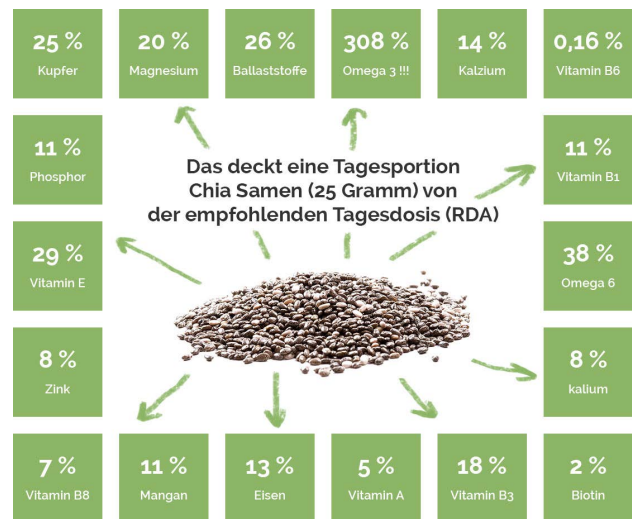 25 %
Kupfer
20 %
Magnesium
26 %
Ballaststoffe
308 %
Omega 3 !!!
14 %
Kalzium
0,16 %
Vitamin B6
11 %
Phosphor
Das deckt eine Tagesportion
Chia Samen (25 Gramm) von
der empfohlenden Tagesdosis (RDA)
11 %
Vitamin B1
29 %
Vitamin E
38 %
Omega 6
8 %
Zink
8 %
kalium
7 %
Vitamin B8
11 %
Mangan
13 %
Eisen
5 %
Vitamin A
18 %
Vitamin B3
2 %
Biotin